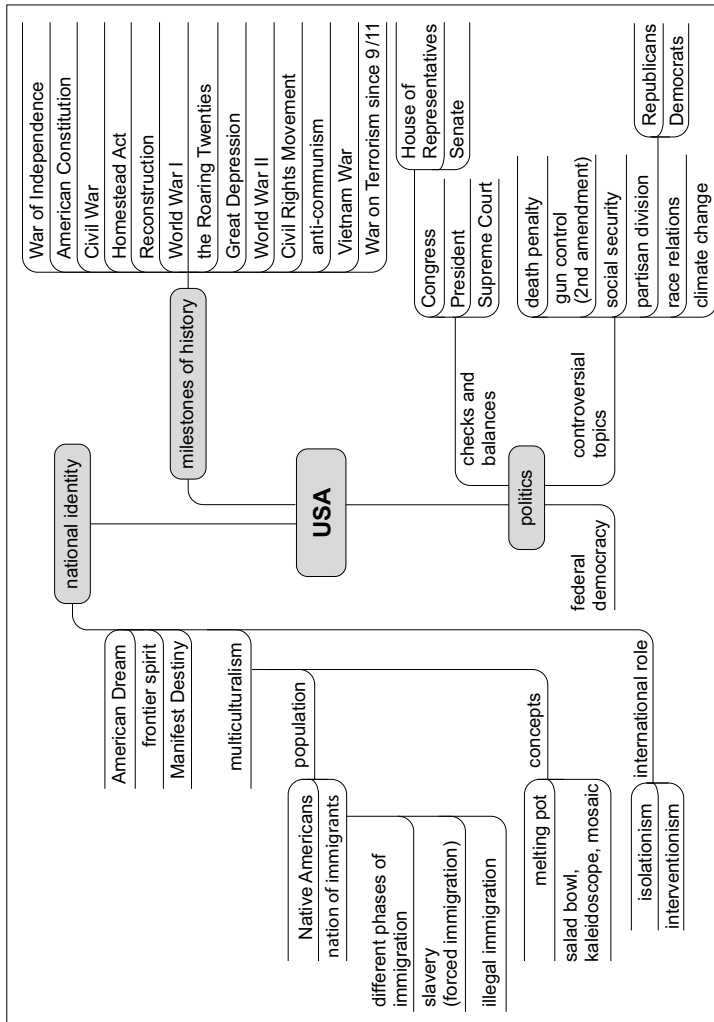 USA
national identity
American Dream
frontier spirit
Manifest Destiny
multiculturalism
population
Native Americans
nation of immigrants
different phases of
immigration
slavery
(forced immigration)
illegal immigration
concepts
melting pot
salad bowl,
kaleidoscope, mosaic
international role
isolationism
interventionism
milestones of history
War of Independence
American Constitution
Civil War
Homestead Act
Reconstruction
World War I
the Roaring Twenties
Great Depression
World War II
Civil Rights Movement
anti-communism
Vietnam War
War on Terrorism since 9/11
politics
federal
democracy
checks and
balances
Congress
House of
Representatives
Senate
President
Supreme Court
controversial
topics
death penalty
gun control
(2nd amendment)
social security
partisan division
Republicans
Democrats
race relations
climate change